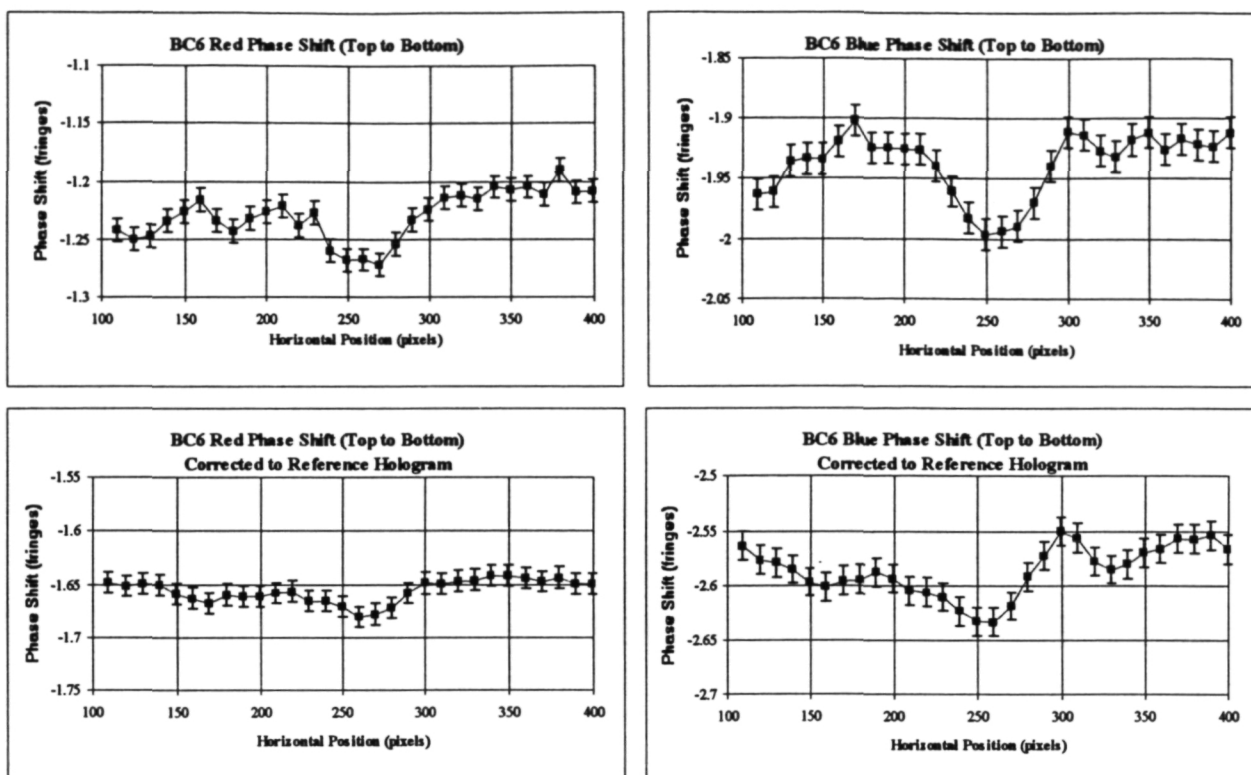 BC6 Red Phase Shift (Top to Bottom)
-1.1
-1.15
-1.2
-1.25
-1.3
Phase Shift (fringes)
100 150 200 250 300 350 400
Horizontal Position (pixels)
BC6 Blue Phase Shift (Top to Bottom)
-1.85
-1.9
-1.95
-2
-2.05
Phase Shift (fringes)
100 150 200 250 300 350 400
Horizontal Position (pixels)
BC6 Red Phase Shift (Top to Bottom)
Corrected to Reference Hologram
-1.55
-1.6
-1.65
-1.7
-1.75
Phase Shift (fringes)
100 150 200 250 300 350 400
Horizontal Position (pixels)
BC6 Blue Phase Shift (Top to Bottom)
Corrected to Reference Hologram
-2.5
-2.55
-2.6
-2.65
-2.7
Phase Shift (fringes)
100 150 200 250 300 350 400
Horizontal Position (pixels)